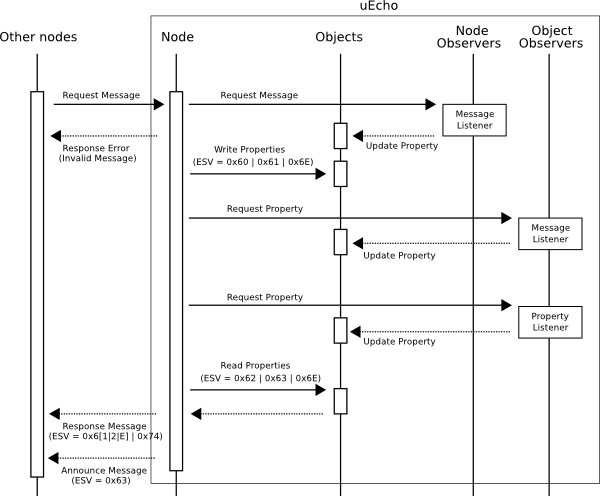 uEcho
Other nodes
Node
Objects
Node
Observers
Object
Observers
Request Message
Request Message
Message
Listener
Response Error
(Invalid Message)
Update Property
Write Properties
(ESV = 0x60 | 0x61 | 0x6E)
Request Property
Message
Listener
Update Property
Request Property
Property
Listener
Update Property
Read Properties
(ESV = 0x62 | 0x63 | 0x6E)
Response Message
(ESV = 0x6[1|2|E] | 0x74)
Announce Message
(ESV = 0x63)